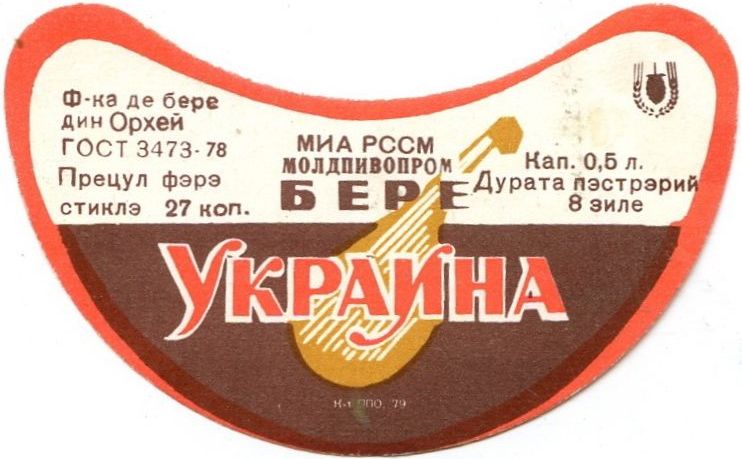 Ф-ка де бере
дин Орхей
ГОСТ 3473-78
Прецул фэрэ
стиклэ 27 коп.
МИА РССМ
МОЛДПИВОПРОМ
БЕРЕ
Кап. 0,5 л.
Дурата пэстрэрий
8 зиле
УКРАИНА
79